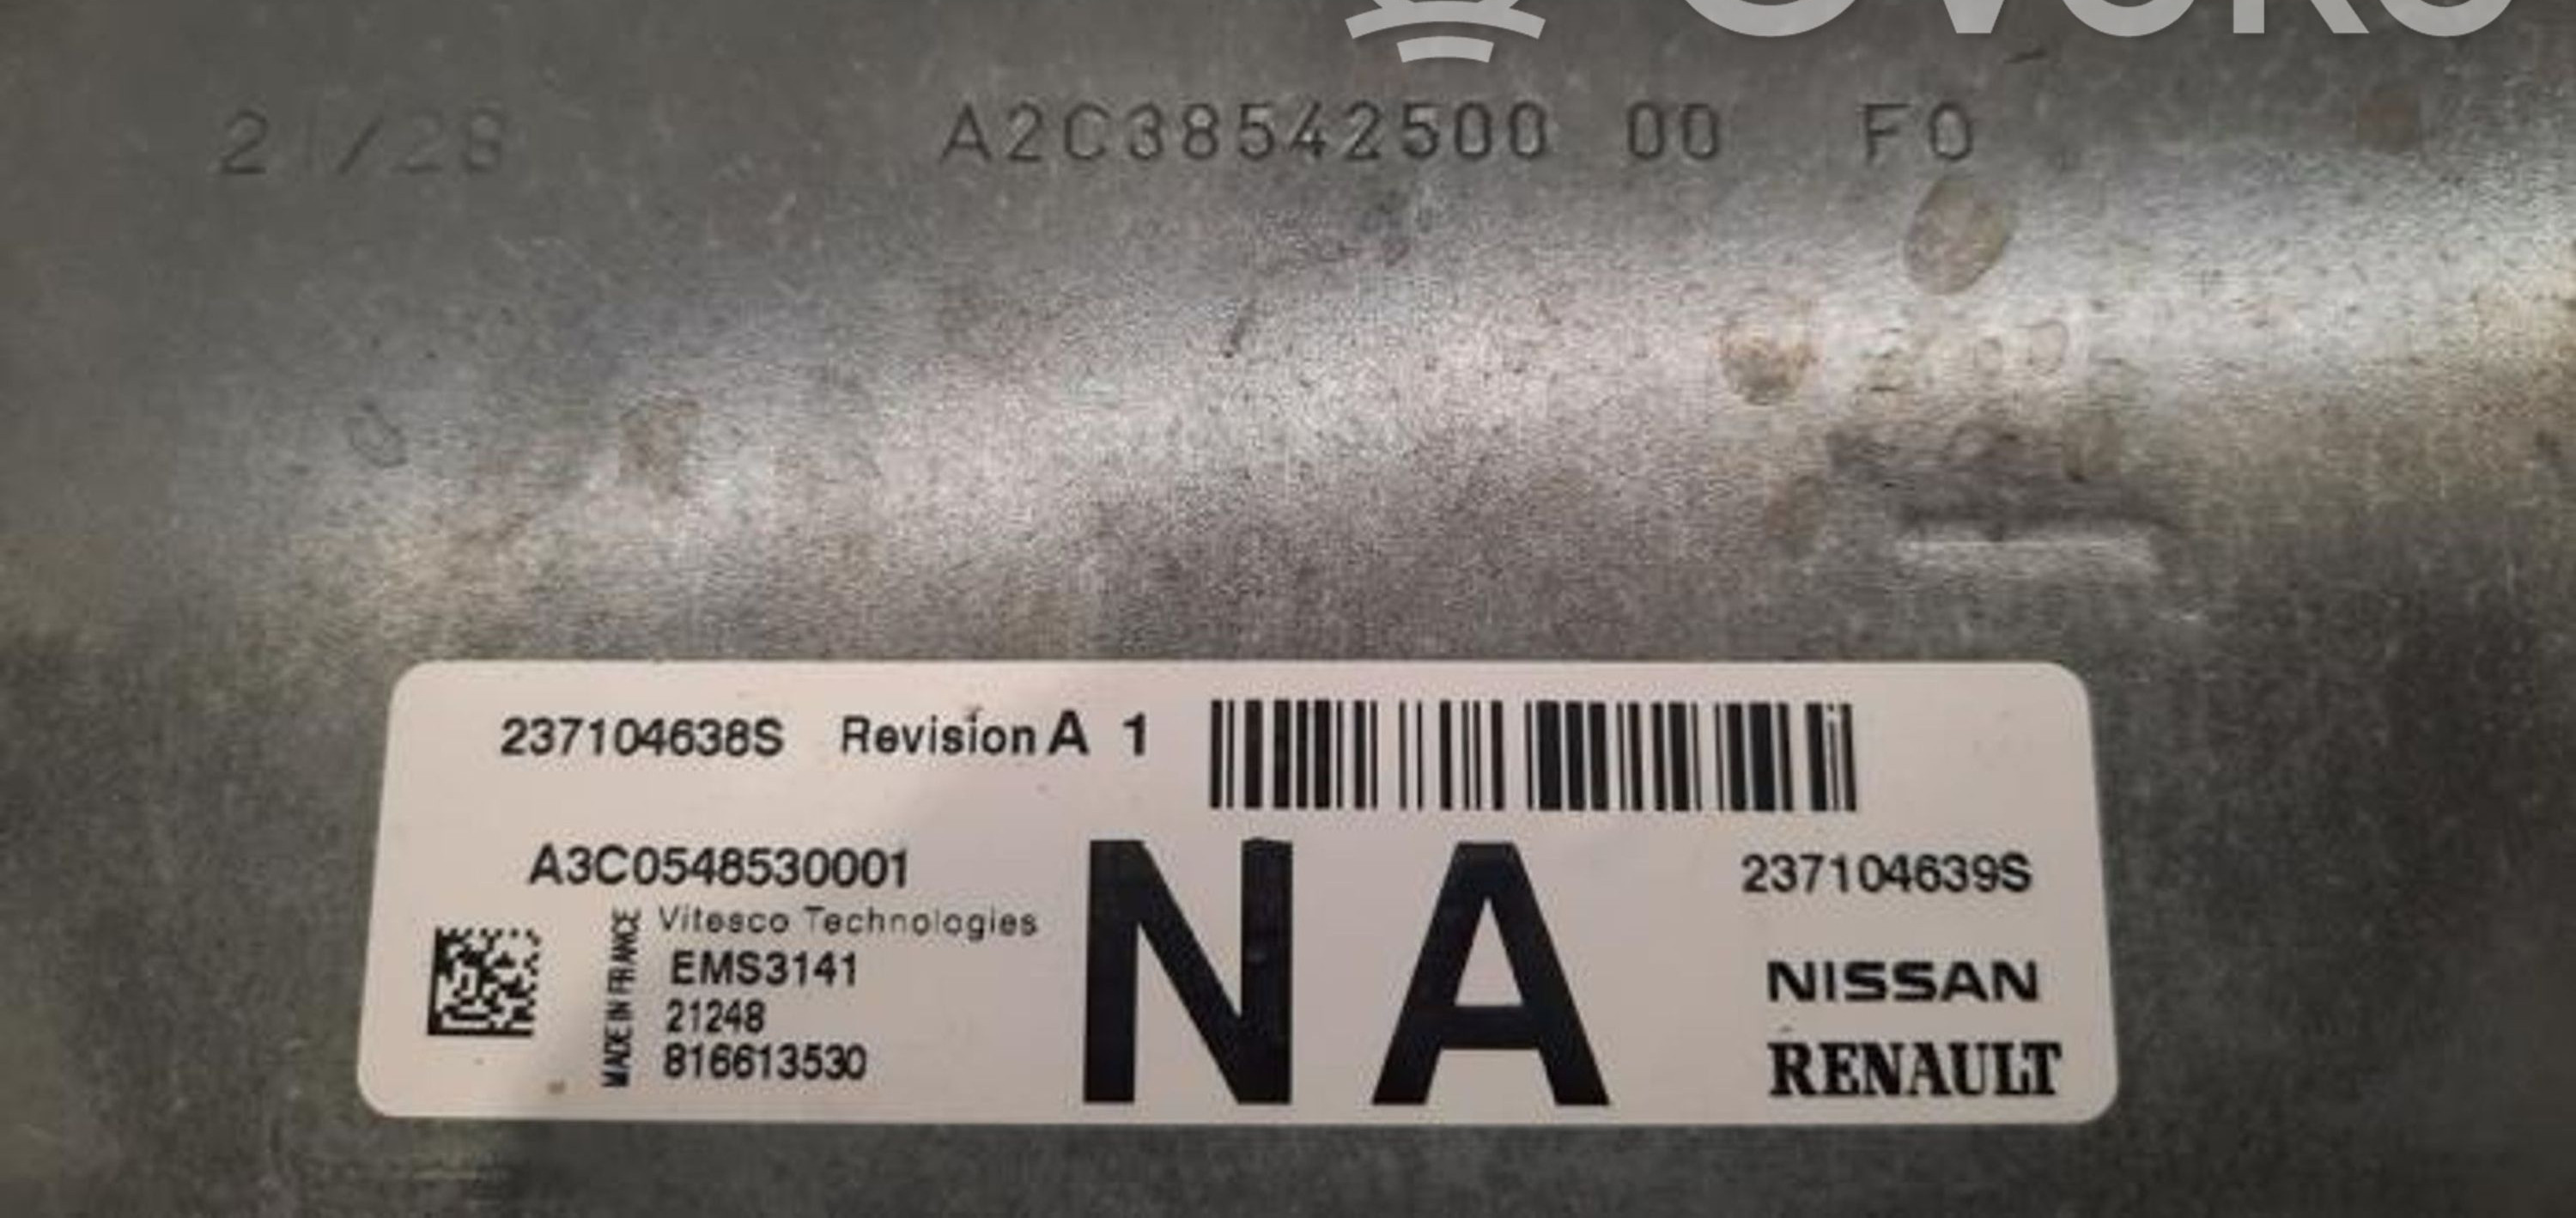 21/28 A2C38542500 00 F0
237104638S Revision A 1
A3C0548530001
237104639S
Vitesco Technologies
MADE IN FRANCE
EMS3141
21248
816613530
NA
NISSAN
RENAULT